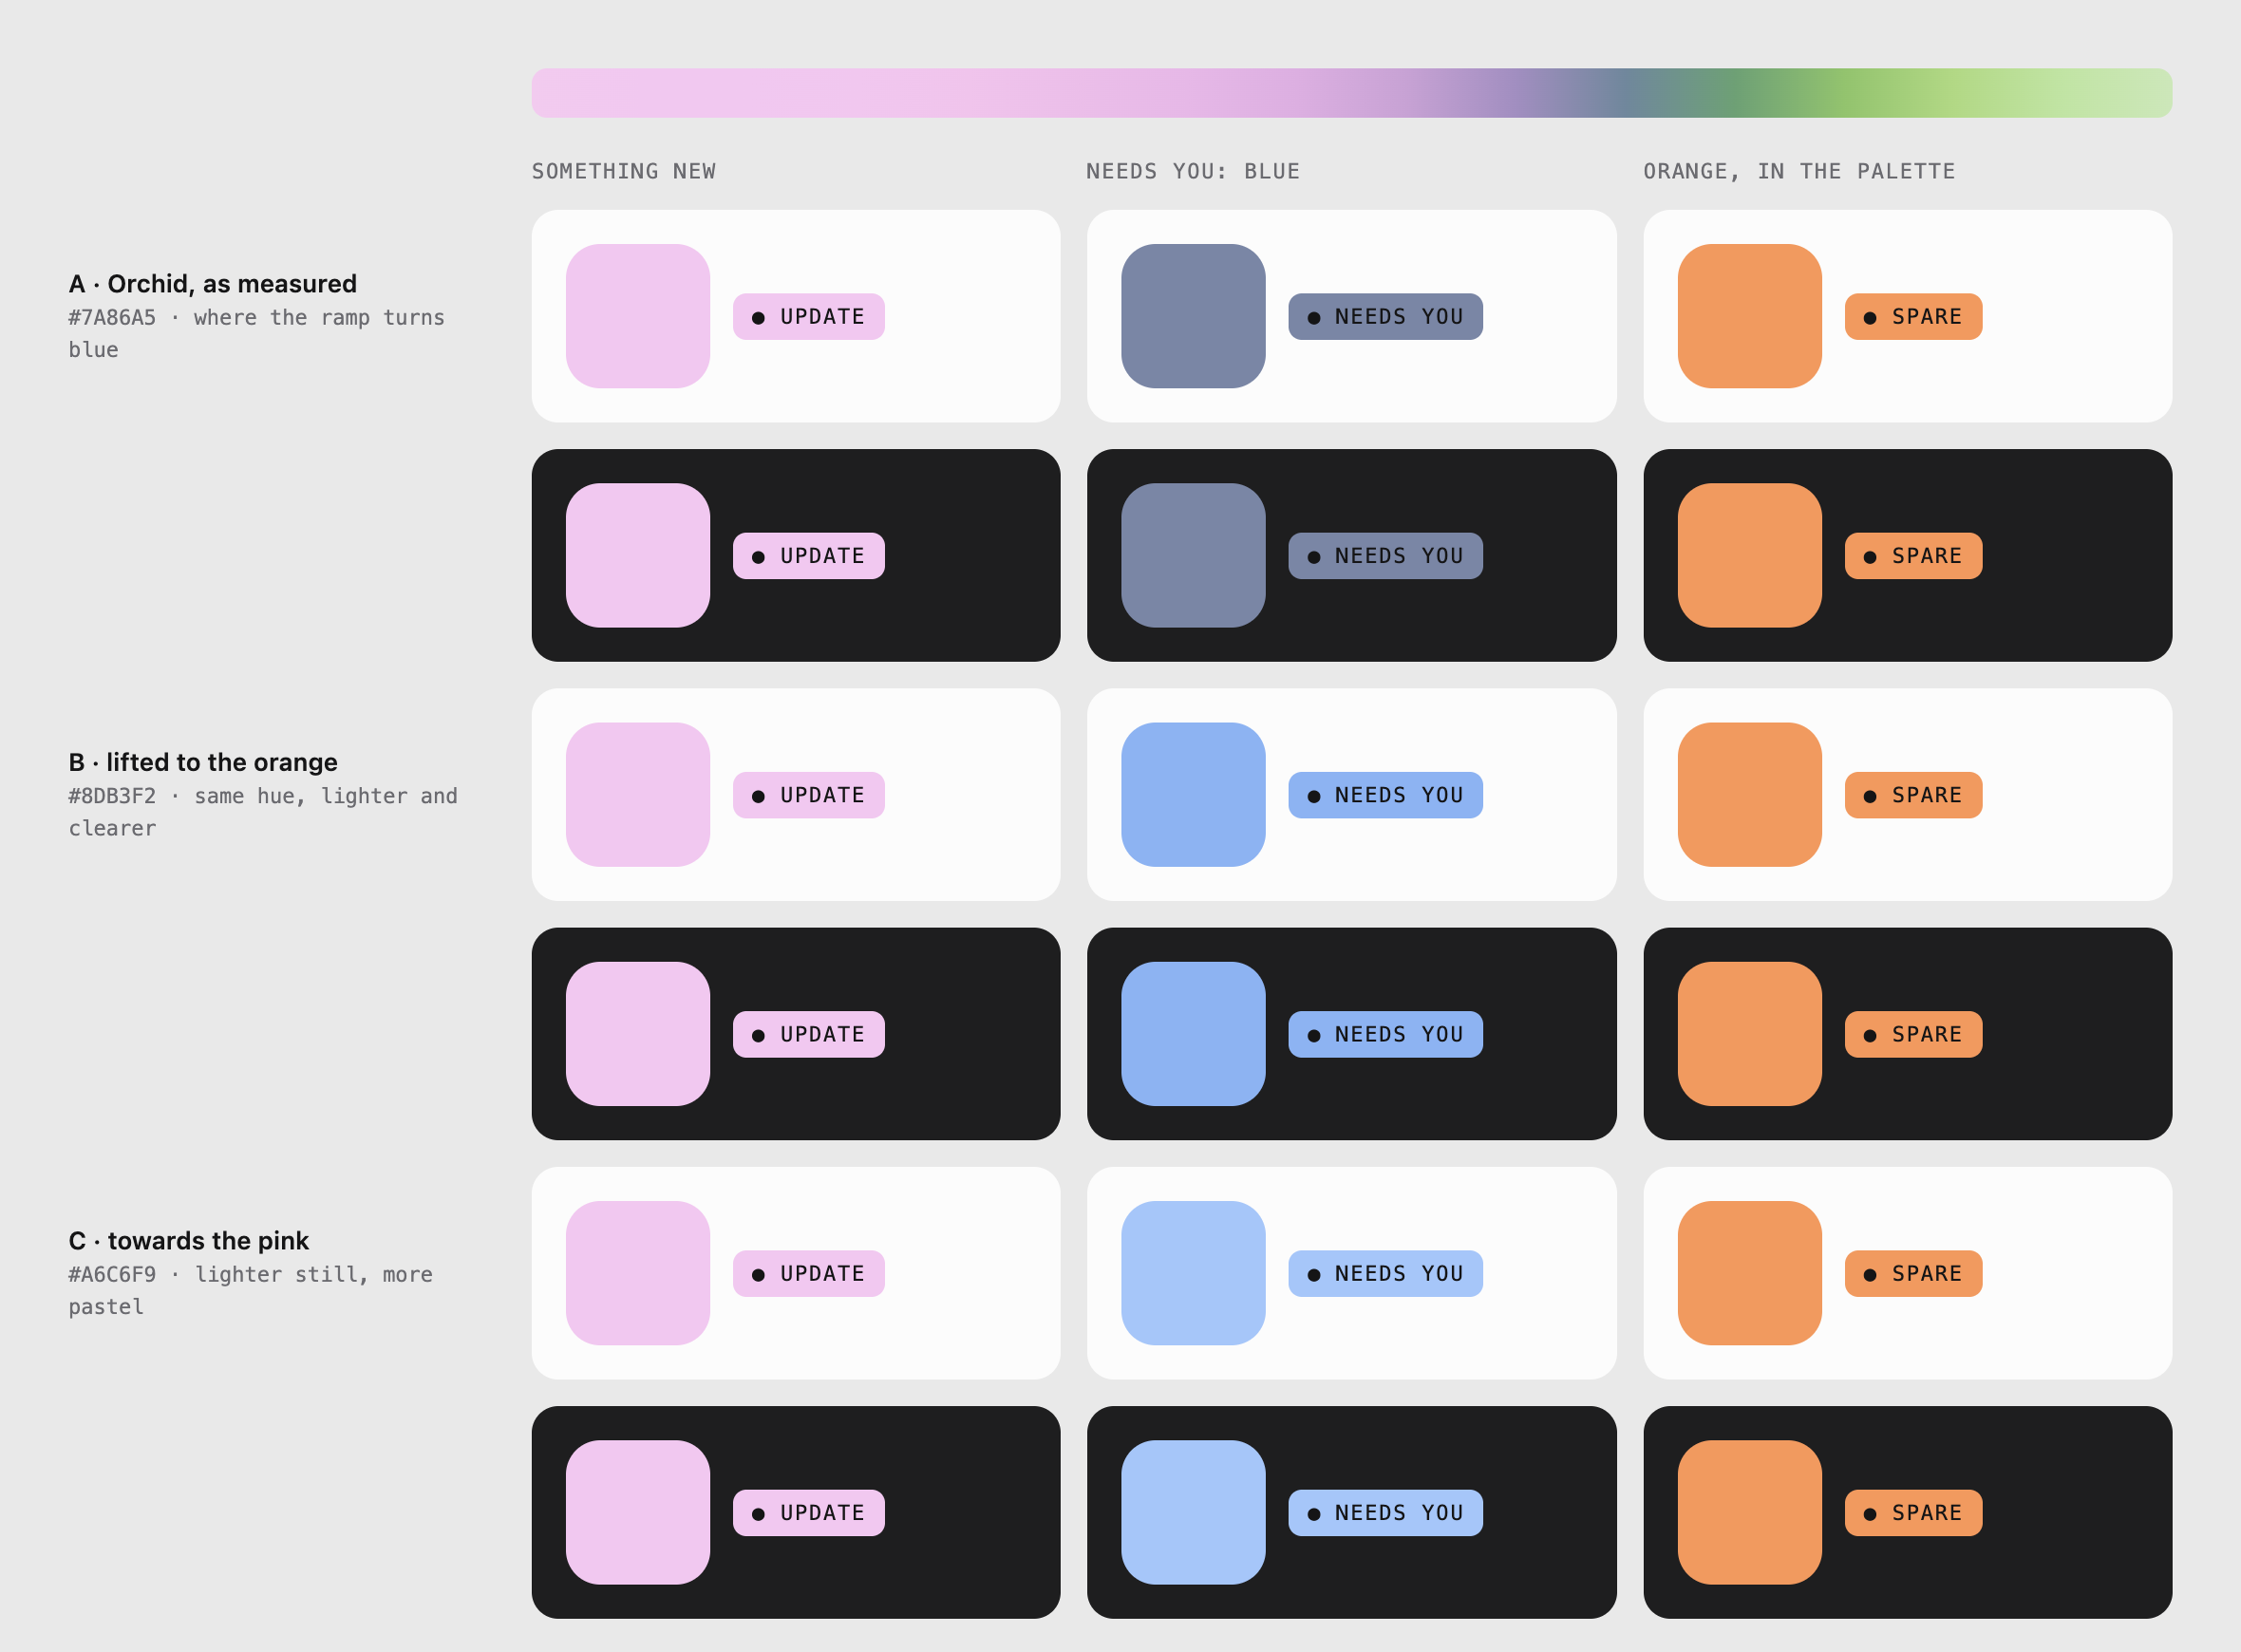 SOMETHING NEW
NEEDS YOU: BLUE
ORANGE, IN THE PALETTE
A · Orchid, as measured
#7A86A5 · where the ramp turns
blue
● UPDATE
● NEEDS YOU
● SPARE
● UPDATE
● NEEDS YOU
● SPARE
B · lifted to the orange
#8DB3F2 · same hue, lighter and
clearer
● UPDATE
● NEEDS YOU
● SPARE
● UPDATE
● NEEDS YOU
● SPARE
C · towards the pink
#A6C6F9 · lighter still, more
pastel
● UPDATE
● NEEDS YOU
● SPARE
● UPDATE
● NEEDS YOU
● SPARE